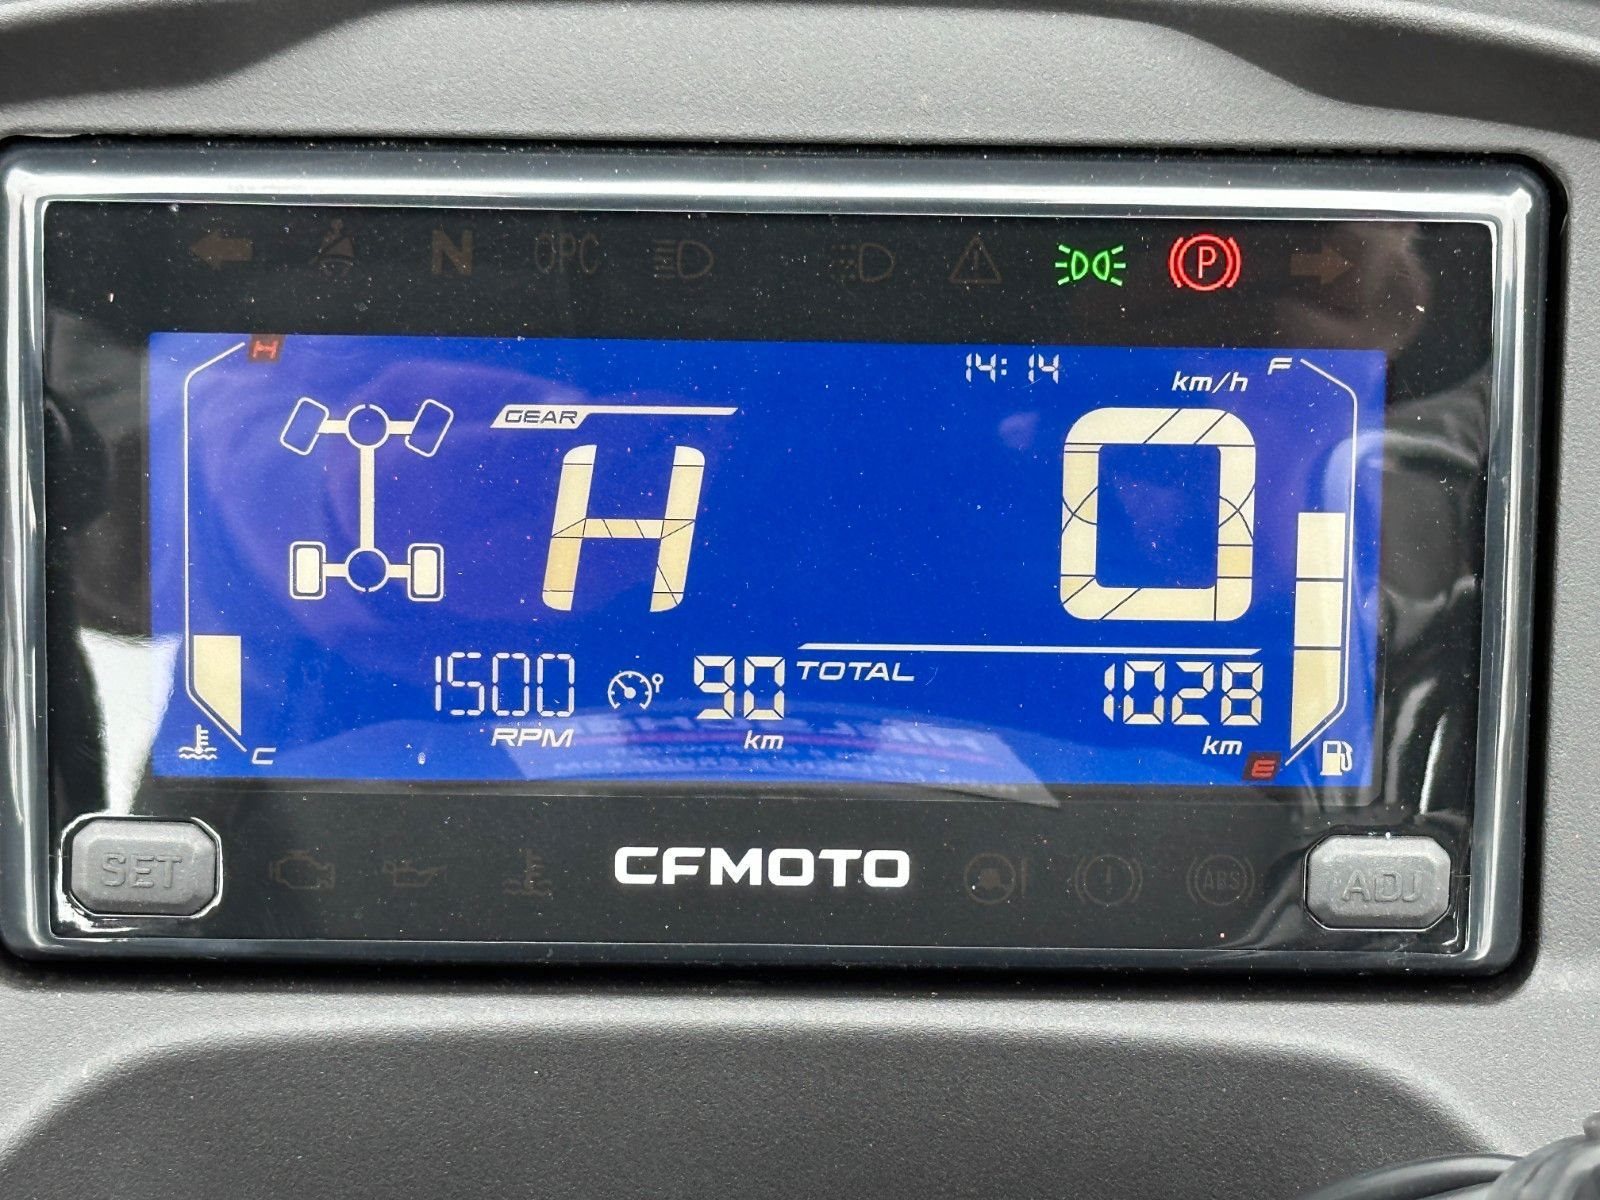 N OPC P
H 14:14 km/h F
GEAR
H 0
1500 90 TOTAL 1028
RPM km km
C E
SET CFMOTO ABS ADJ